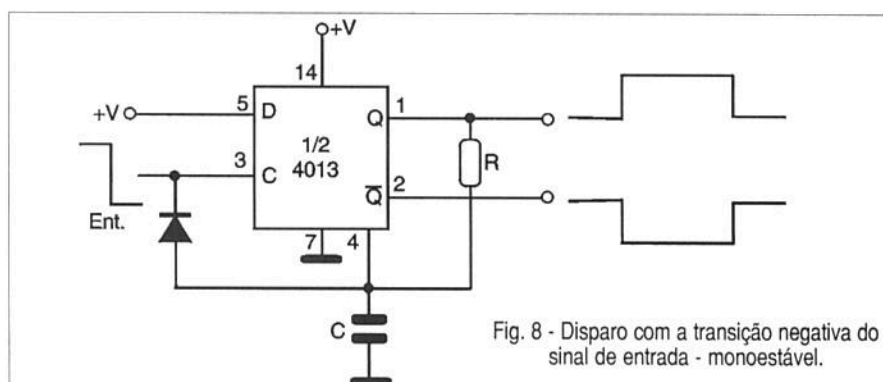 +V
14
+V
5
D
Q
1
1/2
4013
3
C
R
Q̅
2
Ent.
7
4
C
Fig. 8 - Disparo com a transição negativa do
sinal de entrada - monoestável.